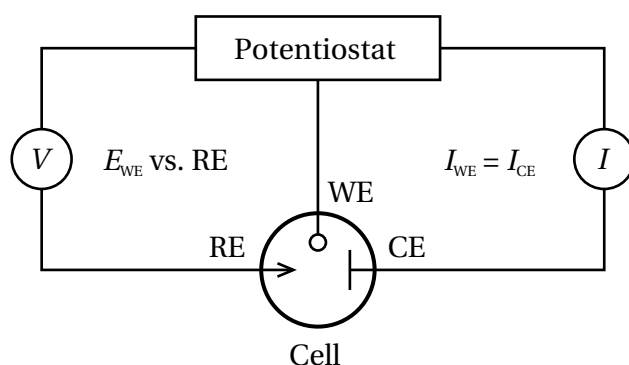 Potentiostat
V
E_WE vs. RE
I_WE = I_CE
I
WE
RE
CE
Cell